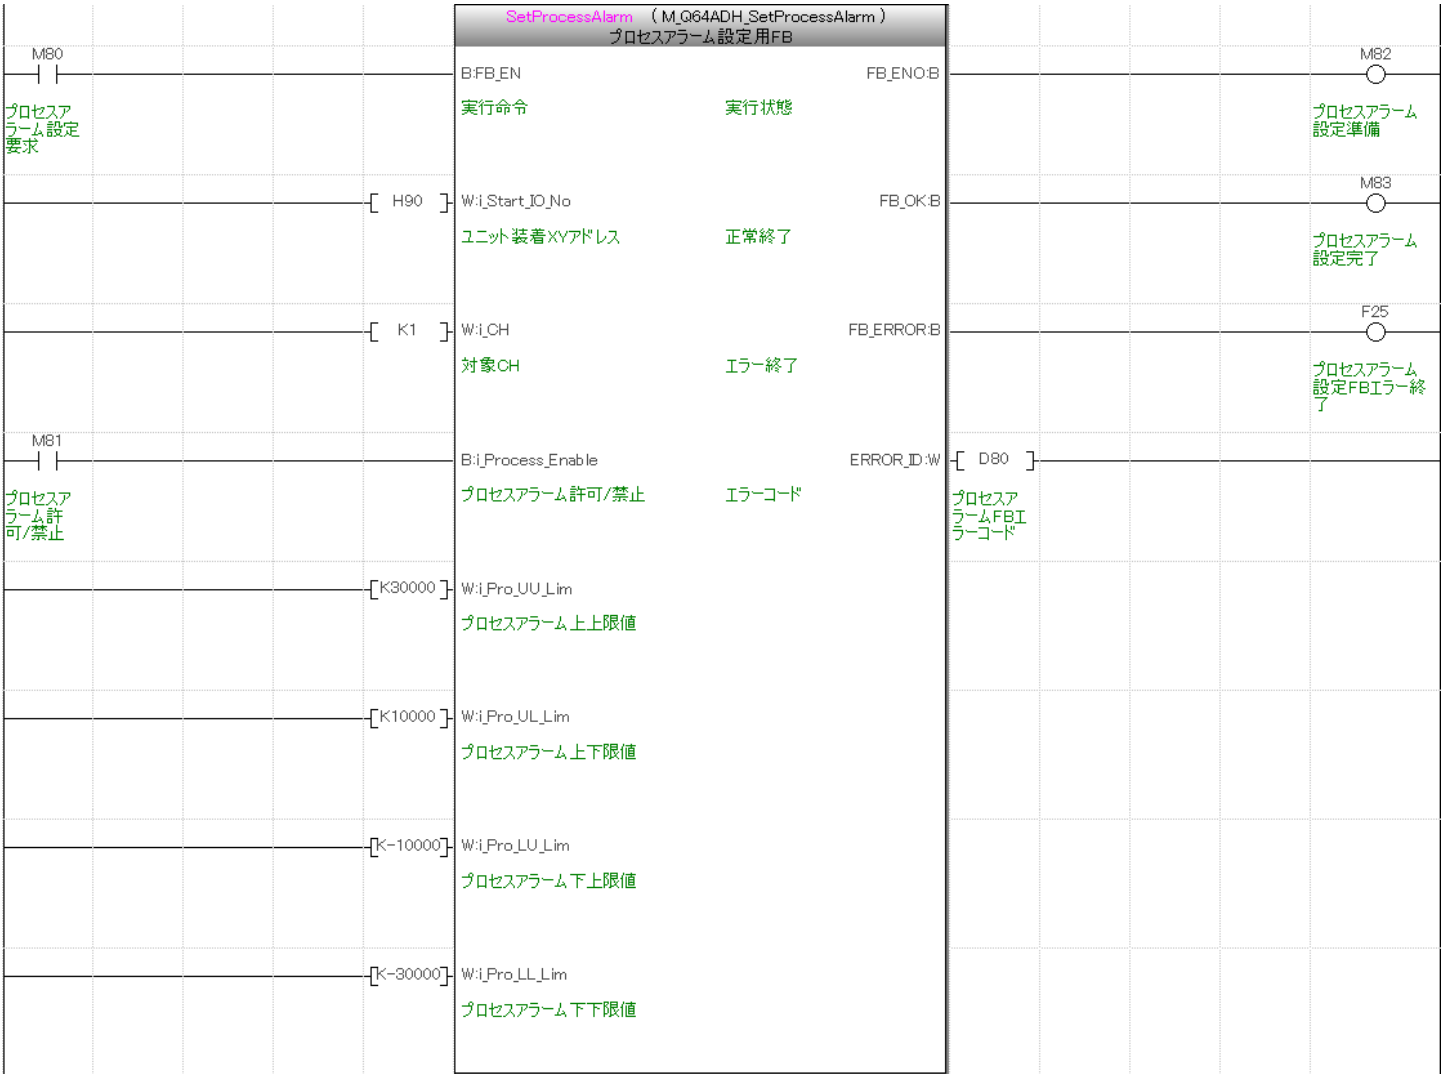 SetProcessAlarm （M_Q64ADH_SetProcessAlarm）
プロセスアラーム設定用FB
M80
B:FB_EN
FB_ENO:B
M82
プロセスア
ラーム設定
要求
実行命令
実行状態
プロセスアラーム
設定準備
H90
W:i_Start_IO_No
FB_OK:B
M83
ユニット装着XYアドレス
正常終了
プロセスアラーム
設定完了
K1
W:i_CH
FB_ERROR:B
F25
対象CH
エラー終了
プロセスアラーム
設定FBエラー終
了
M81
B:i_Process_Enable
ERROR_ID:W
D80
プロセスア
ラーム許
可/禁止
プロセスアラーム許可/禁止
エラーコード
プロセスア
ラームFBエ
ラーコード
K30000
W:i_Pro_UU_Lim
プロセスアラーム上上限値
K10000
W:i_Pro_UL_Lim
プロセスアラーム上下限値
K-10000
W:i_Pro_LU_Lim
プロセスアラーム下上限値
K-30000
W:i_Pro_LL_Lim
プロセスアラーム下下限値